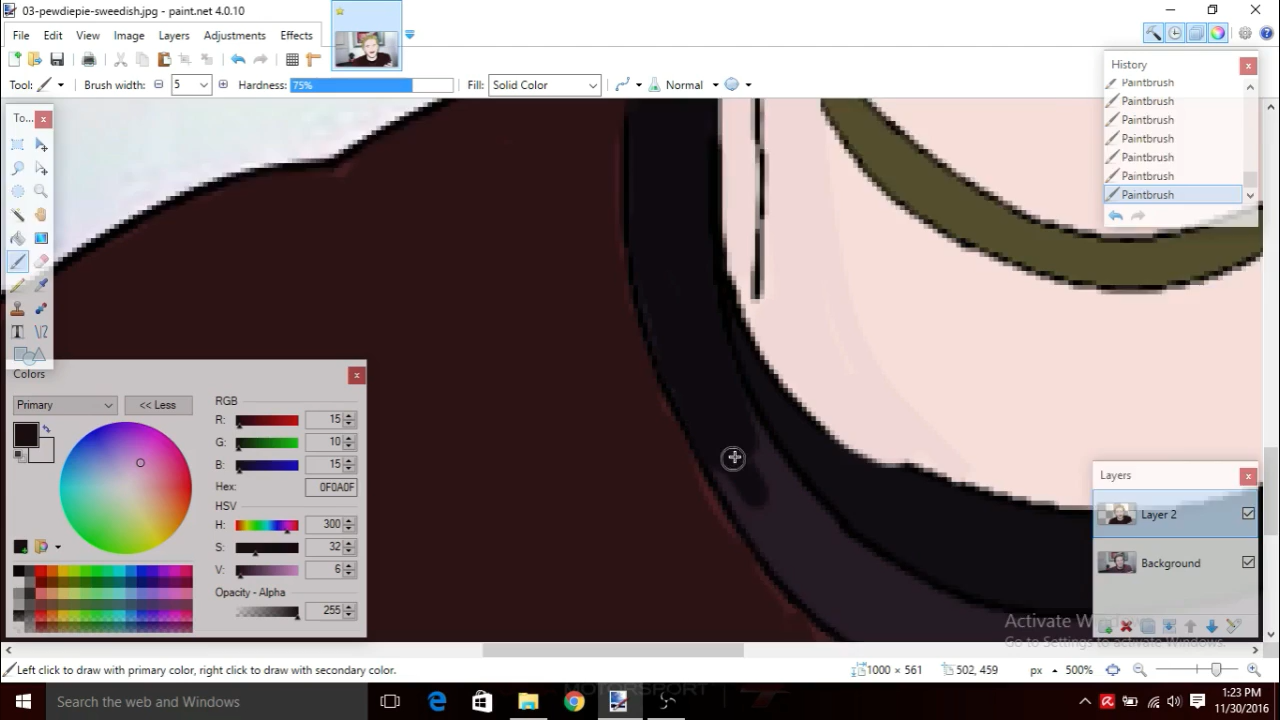 03-pewdiepie-sweedish.jpg - paint.net 4.0.10
File Edit View Image Layers Adjustments Effects
Tool: Brush width: 5 Hardness: 75% Fill: Solid Color Normal
To...
History
Paintbrush
Paintbrush
Paintbrush
Paintbrush
Paintbrush
Paintbrush
Paintbrush
Colors
Primary << Less
RGB
R: 15
G: 10
B: 15
Hex: 0F0A0F
HSV
H: 300
S: 32
V: 6
Opacity - Alpha
255
Layers
Layer 2
Background
Go to Settings to activate Windows.
Left click to draw with primary color, right click to draw with secondary color.
1000 × 561 502, 459 px 500%
Search the web and Windows
MOTORSPORT
1:23 PM
11/30/2016